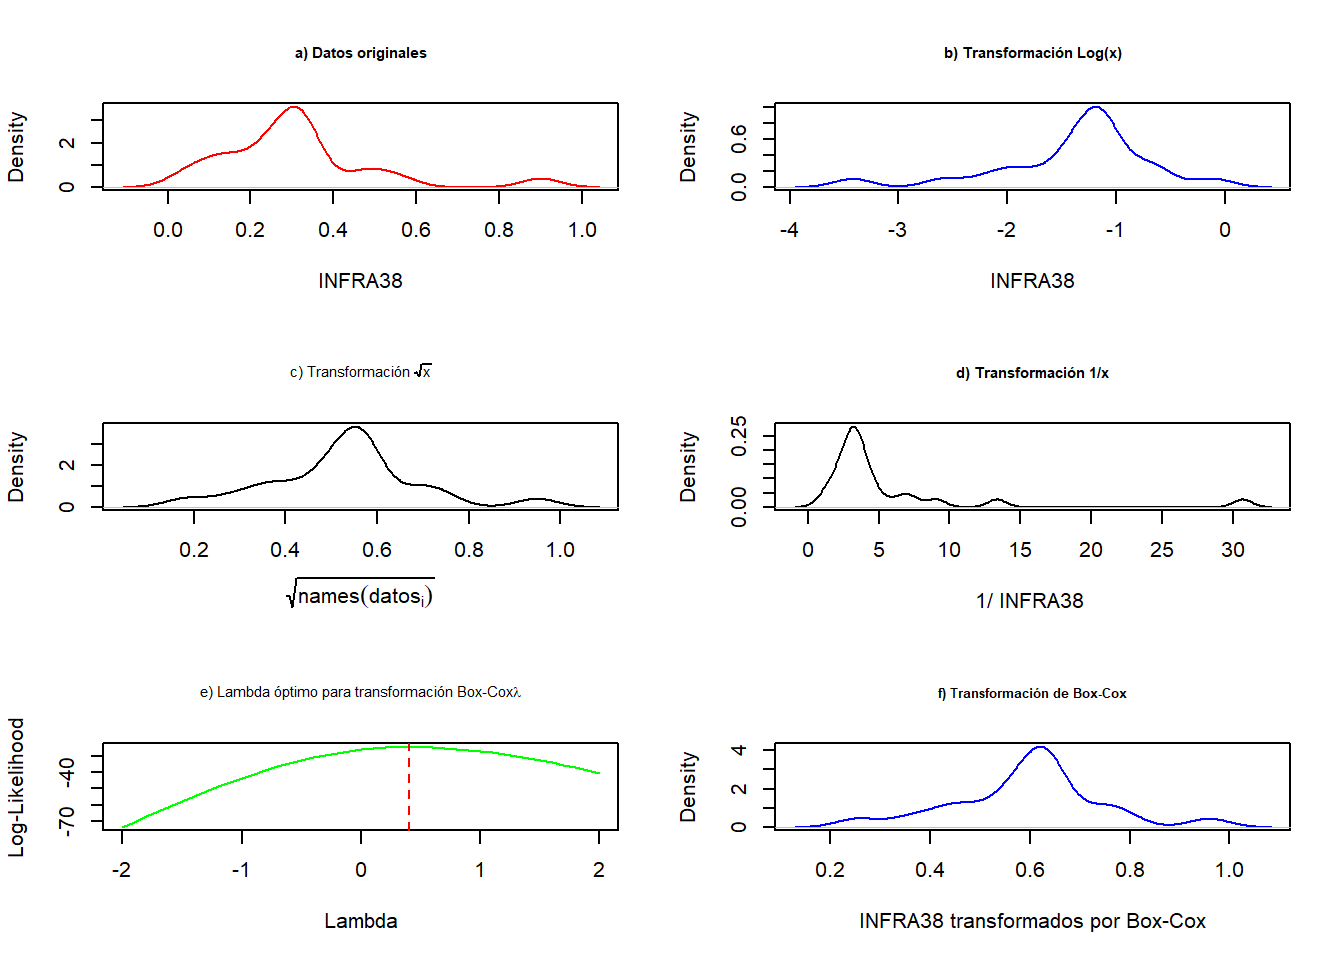 a) Datos originales
Density
0 2
0.0 0.2 0.4 0.6 0.8 1.0
INFRA38
b) Transformación Log(x)
Density
0.0 0.6
-4 -3 -2 -1 0
INFRA38
c) Transformación √x
Density
0 2
0.2 0.4 0.6 0.8 1.0
√names(datosᵢ)
d) Transformación 1/x
Density
0.00 0.25
0 5 10 15 20 25 30
1/ INFRA38
e) Lambda óptimo para transformación Box-Coxλ
Log-Likelihood
-70 -40
-2 -1 0 1 2
Lambda
f) Transformación de Box-Cox
Density
0 2 4
0.2 0.4 0.6 0.8 1.0
INFRA38 transformados por Box-Cox